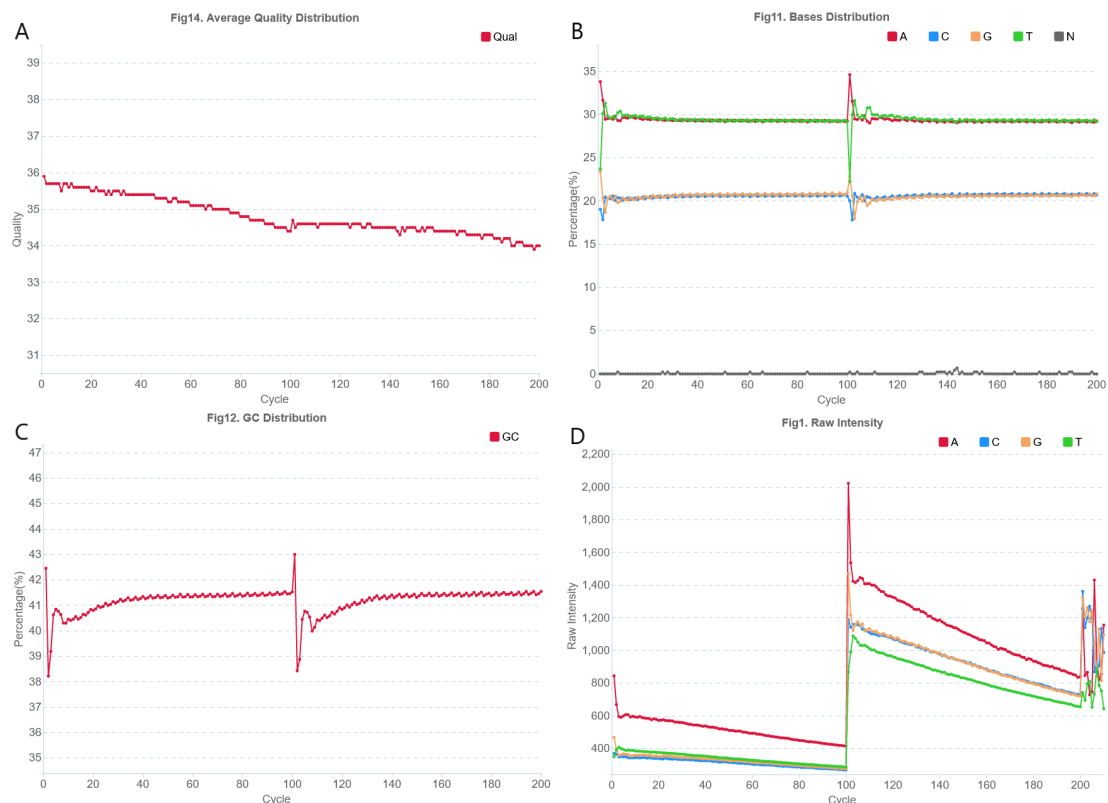 Fig14. Average Quality Distribution
A
Qual
39
38
37
36
35
34
33
32
31
Quality
0 20 40 60 80 100 120 140 160 180 200
Cycle
Fig11. Bases Distribution
B
A C G T N
35
30
25
20
15
10
5
0
Percentage(%)
0 20 40 60 80 100 120 140 160 180 200
Cycle
Fig12. GC Distribution
C
GC
47
46
45
44
43
42
41
40
39
38
37
36
35
Percentage(%)
0 20 40 60 80 100 120 140 160 180 200
Cycle
Fig1. Raw Intensity
D
A C G T
2,200
2,000
1,800
1,600
1,400
1,200
1,000
800
600
400
Raw Intensity
0 20 40 60 80 100 120 140 160 180 200
Cycle